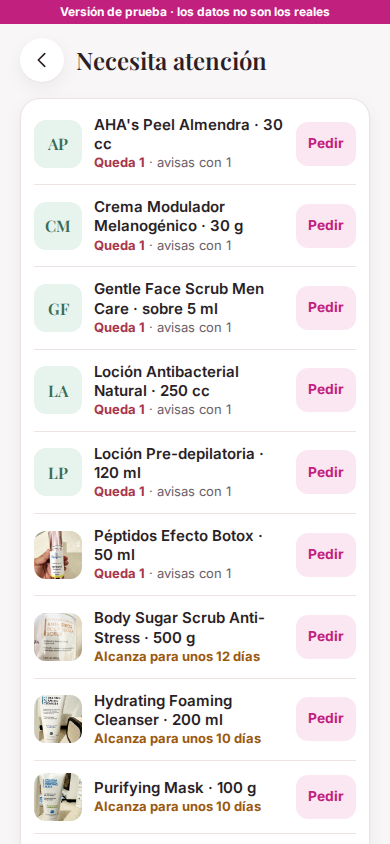 Versión de prueba · los datos no son los reales
Necesita atención
AP
AHA's Peel Almendra · 30
cc
Queda 1 · avisas con 1
Pedir
CM
Crema Modulador
Melanogénico · 30 g
Queda 1 · avisas con 1
Pedir
GF
Gentle Face Scrub Men
Care · sobre 5 ml
Queda 1 · avisas con 1
Pedir
LA
Loción Antibacterial
Natural · 250 cc
Queda 1 · avisas con 1
Pedir
LP
Loción Pre-depilatoria ·
120 ml
Queda 1 · avisas con 1
Pedir
Péptidos Efecto Botox ·
50 ml
Queda 1 · avisas con 1
Pedir
Body Sugar Scrub Anti-
Stress · 500 g
Alcanza para unos 12 días
Pedir
Hydrating Foaming
Cleanser · 200 ml
Alcanza para unos 10 días
Pedir
Purifying Mask · 100 g
Alcanza para unos 10 días
Pedir